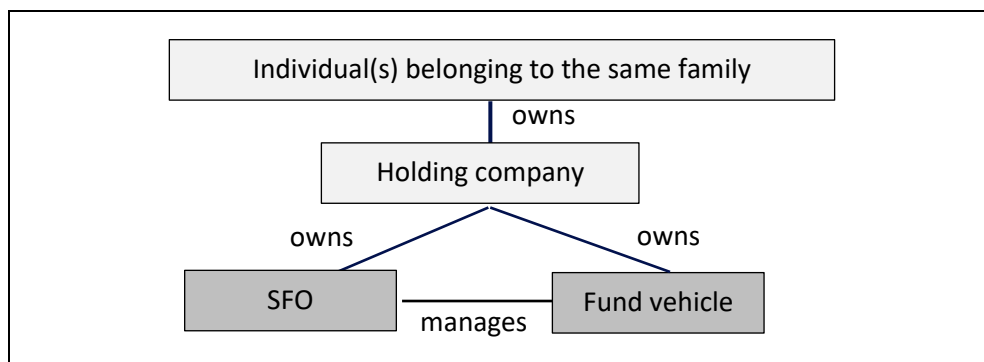 Individual(s) belonging to the same family
owns
Holding company
owns
owns
SFO
Fund vehicle
manages